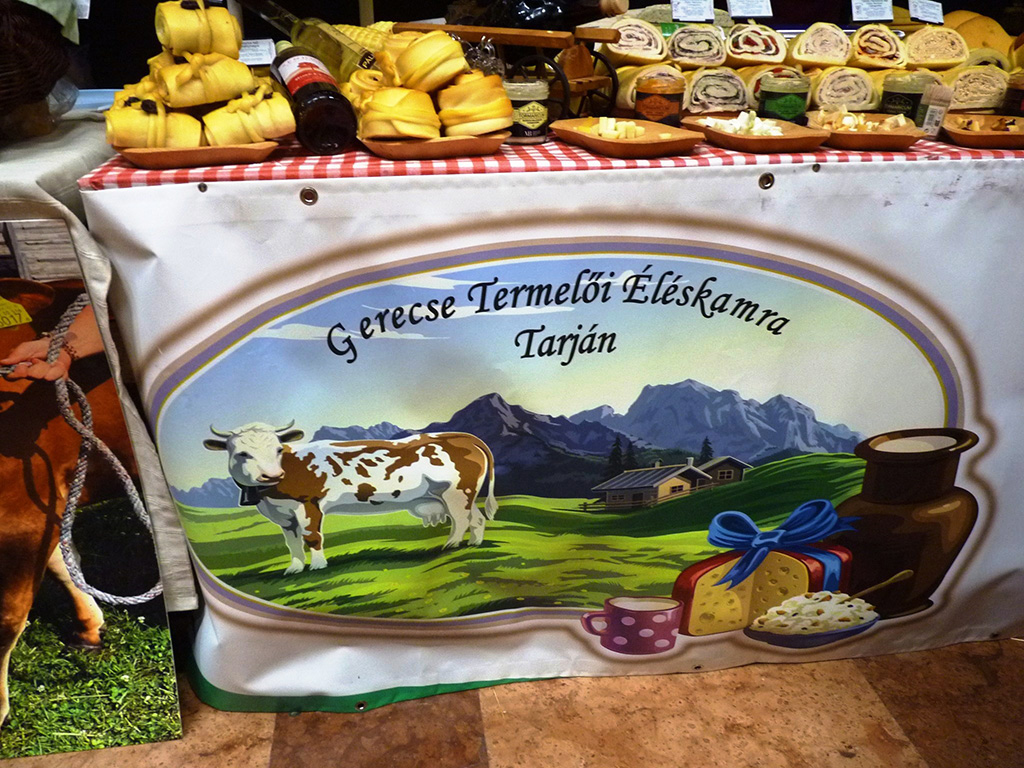 Gerecse Termelői Éléskamra
Tarján